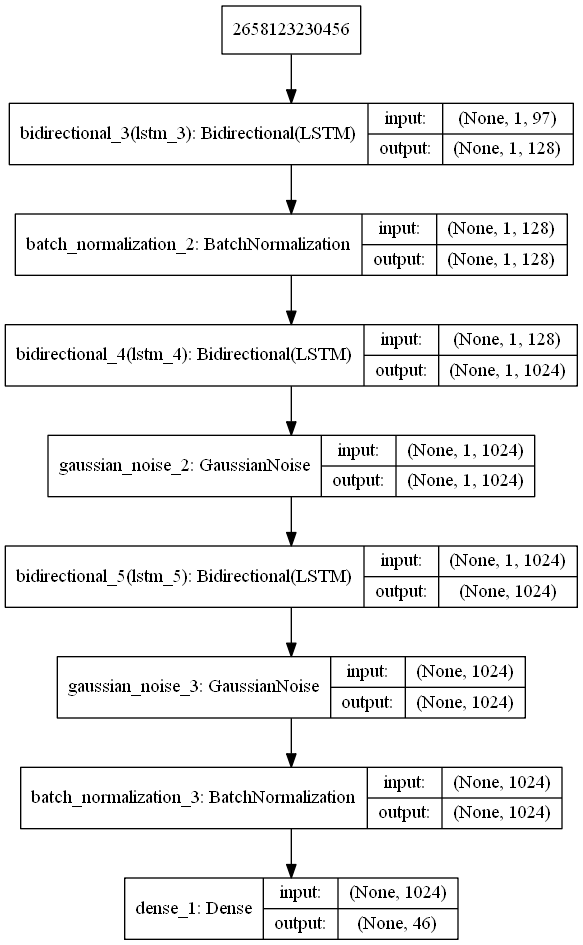 2658123230456
bidirectional_3(lstm_3): Bidirectional(LSTM)
input: (None, 1, 97)
output: (None, 1, 128)
batch_normalization_2: BatchNormalization
input: (None, 1, 128)
output: (None, 1, 128)
bidirectional_4(lstm_4): Bidirectional(LSTM)
input: (None, 1, 128)
output: (None, 1, 1024)
gaussian_noise_2: GaussianNoise
input: (None, 1, 1024)
output: (None, 1, 1024)
bidirectional_5(lstm_5): Bidirectional(LSTM)
input: (None, 1, 1024)
output: (None, 1024)
gaussian_noise_3: GaussianNoise
input: (None, 1024)
output: (None, 1024)
batch_normalization_3: BatchNormalization
input: (None, 1024)
output: (None, 1024)
dense_1: Dense
input: (None, 1024)
output: (None, 46)